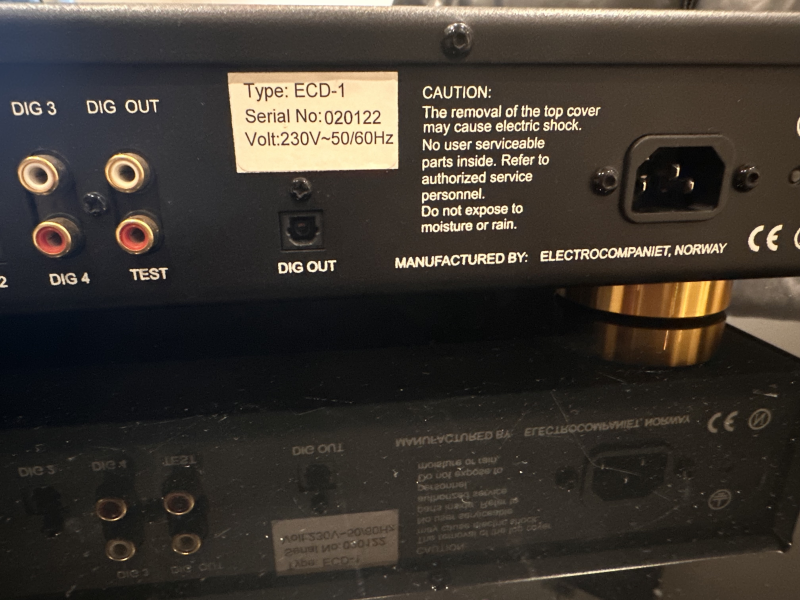 DIG 3
DIG OUT
Type: ECD-1
Serial No: 020122
Volt:230V~50/60Hz
CAUTION:
The removal of the top cover
may cause electric shock.
No user serviceable
parts inside. Refer to
authorized service
personnel.
Do not expose to
moisture or rain.
2
DIG 4
TEST
DIG OUT
MANUFACTURED BY: ELECTROCOMPANIET, NORWAY
CE